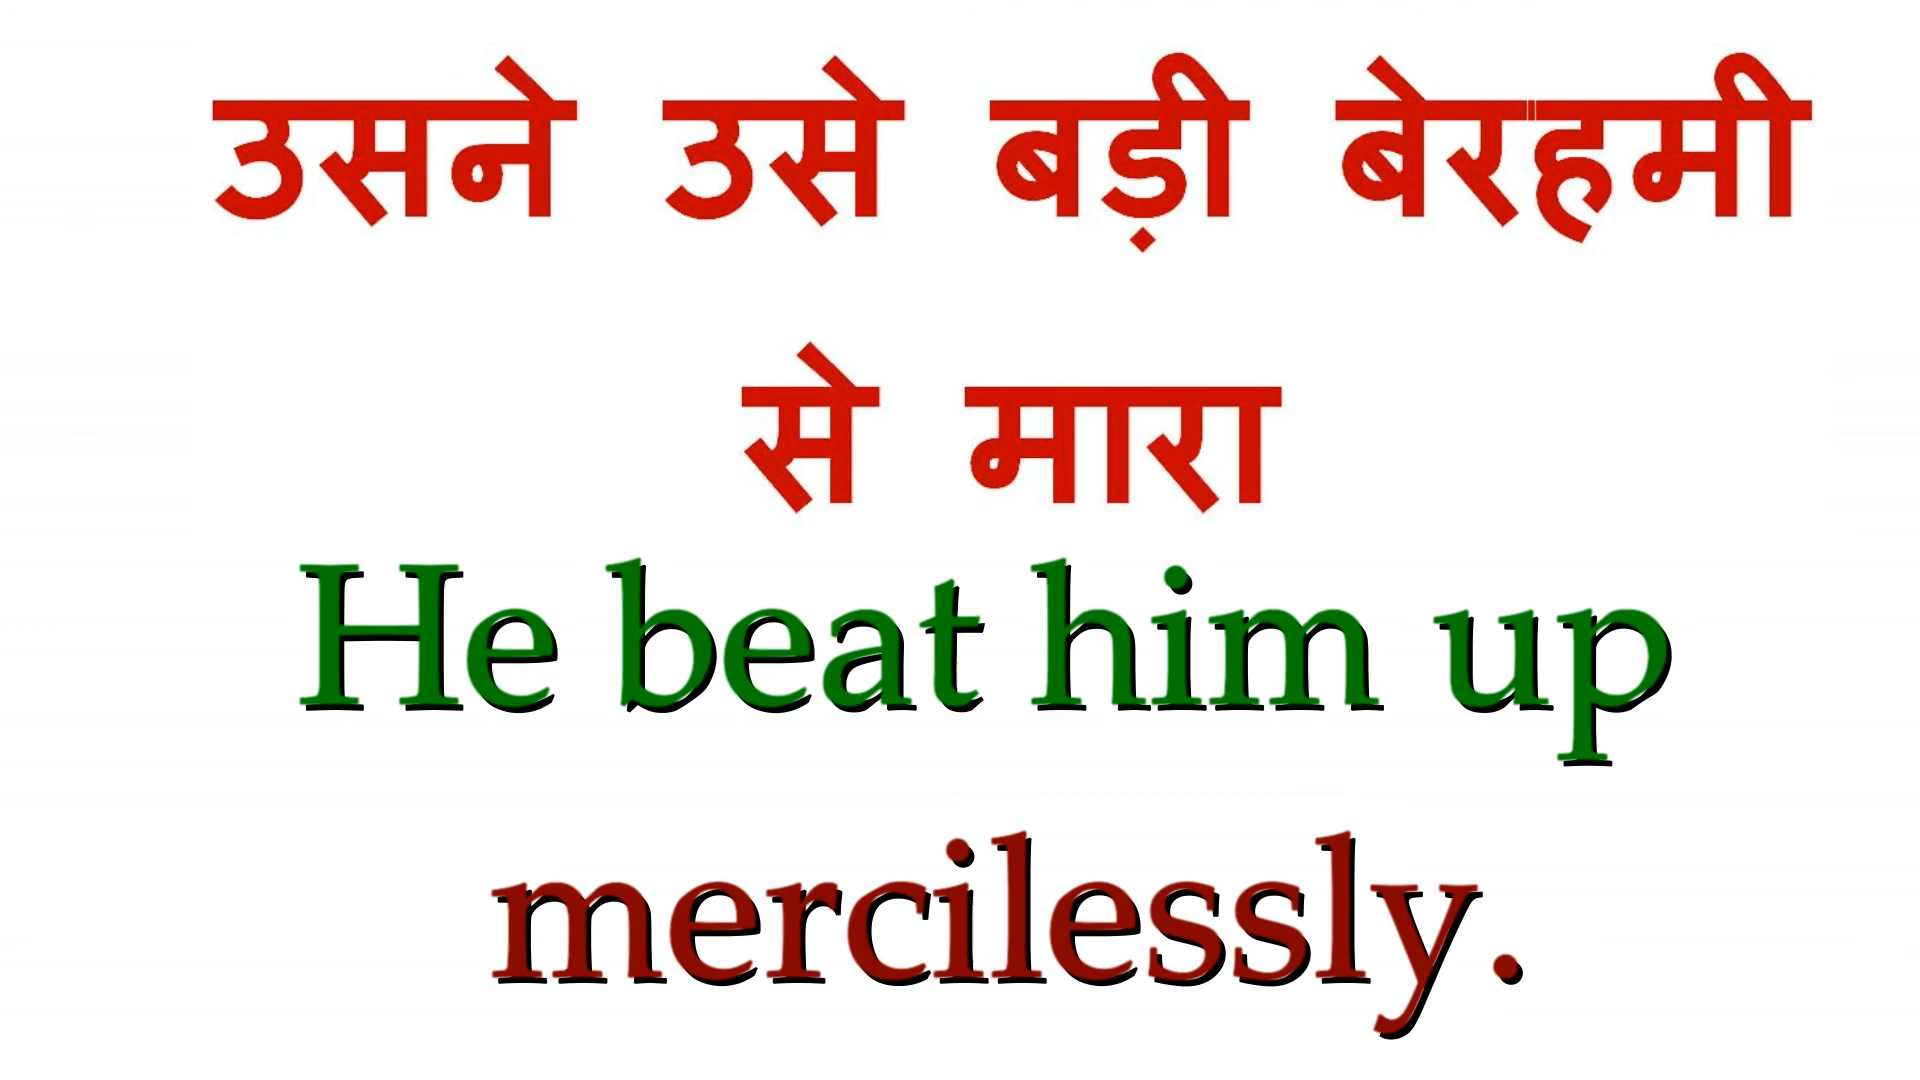 उसने उसे बड़ी बेरहमी
से मारा
He beat him up
mercilessly.